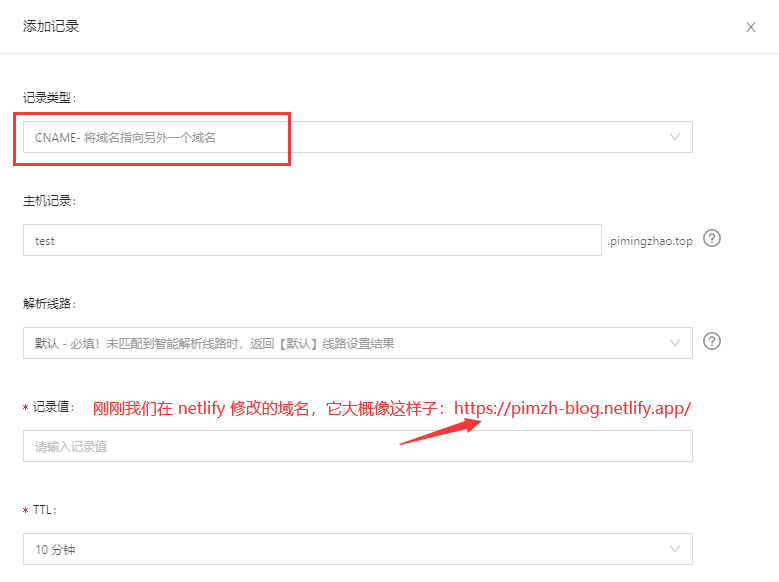 添加记录
记录类型:
CNAME- 将域名指向另外一个域名
主机记录:
test
.pimingzhao.top
?
解析线路:
默认 - 必填！未匹配到智能解析线路时，返回【默认】线路设置结果
?
* 记录值: 刚刚我们在 netlify 修改的域名，它大概像这样子：https://pimzh-blog.netlify.app/
请输入记录值
* TTL:
10 分钟